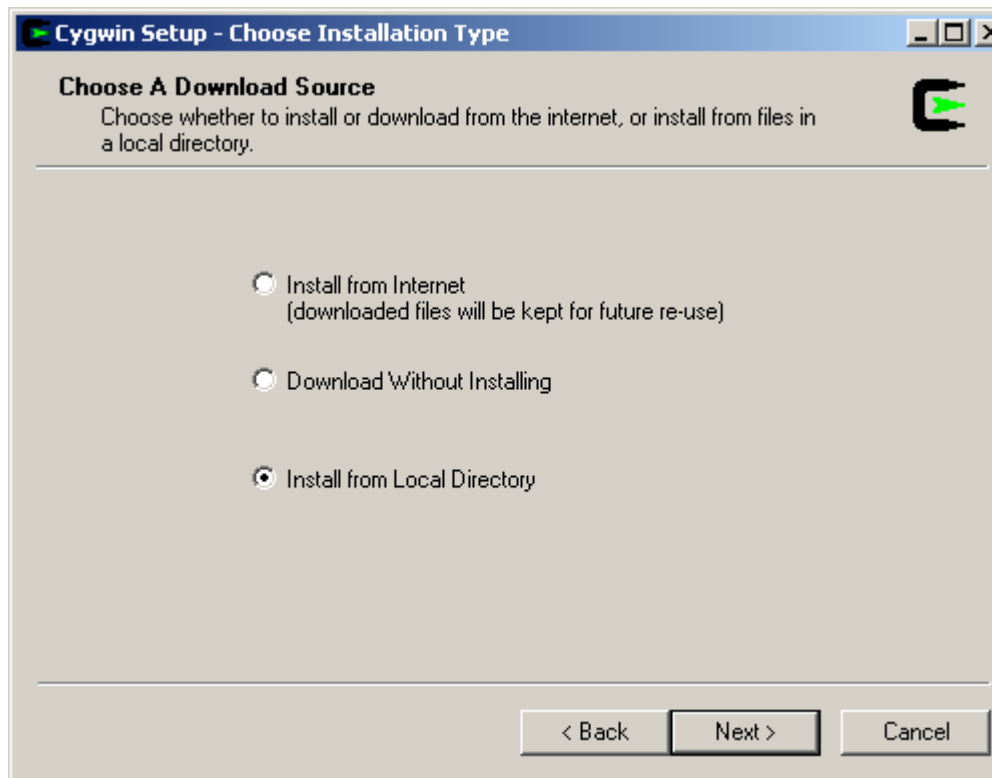 Cygwin Setup - Choose Installation Type
Choose A Download Source
Choose whether to install or download from the internet, or install from files in
a local directory.
Install from Internet
(downloaded files will be kept for future re-use)
Download Without Installing
Install from Local Directory
< Back
Next >
Cancel